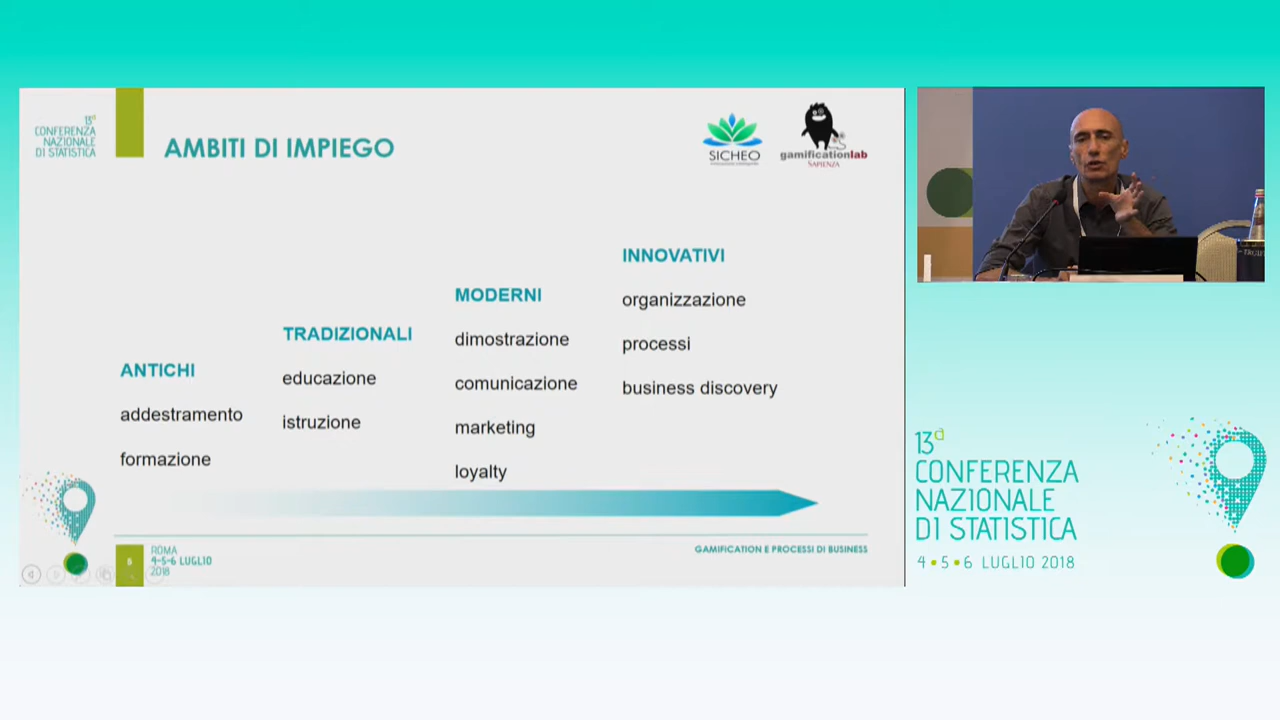 13a
CONFERENZA
NAZIONALE
DI STATISTICA
AMBITI DI IMPIEGO
SICHEO
gamificationlab
SAPIENZA
ANTICHI
addestramento
formazione
TRADIZIONALI
educazione
istruzione
MODERNI
dimostrazione
comunicazione
marketing
loyalty
INNOVATIVI
organizzazione
processi
business discovery
5
ROMA
4-5-6 LUGLIO
2018
GAMIFICATION E PROCESSI DI BUSINESS
13a
CONFERENZA
NAZIONALE
DI STATISTICA
4•5•6 LUGLIO 2018